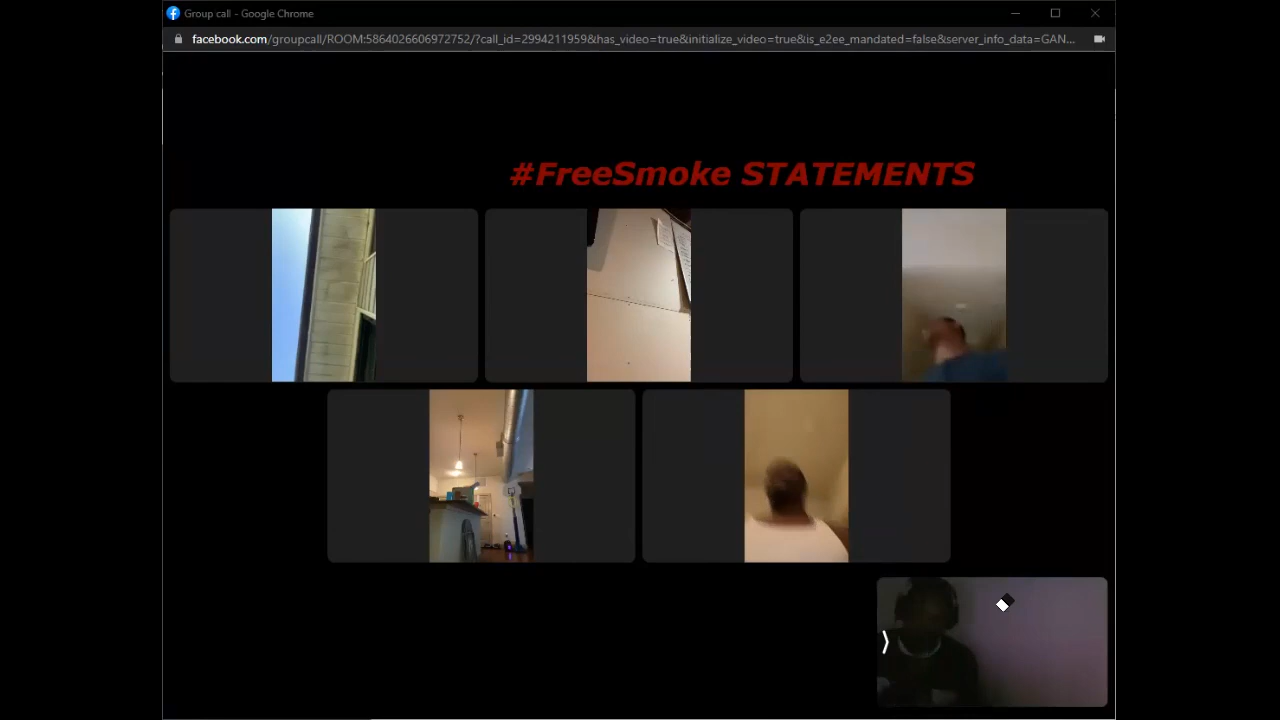 Group call - Google Chrome
facebook.com/groupcall/ROOM:5864026606972752/?call_id=2994211959&has_video=true&initialize_video=true&is_e2ee_mandated=false&server_info_data=GAN...
#FreeSmoke STATEMENTS